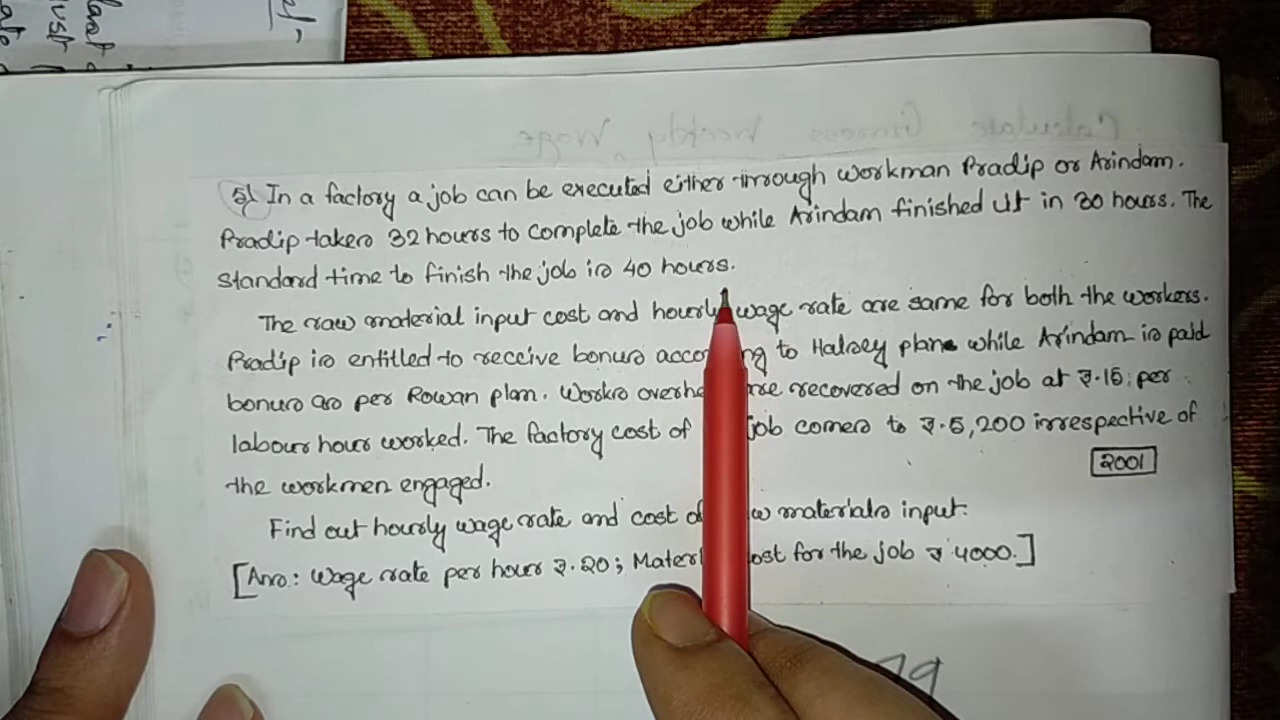 5) In a factory a job can be executed either through workman Pradip or Arindam.
Pradip takes 32 hours to complete the job while Arindam finished it in 30 hours. The
standard time to finish the job is 40 hours.
The raw material input cost and hourly wage rate are same for both the workers.
Pradip is entitled to receive bonus acco ng to Halsey plan while Arindam is paid
bonus as per Rowan plan. Works overhe are recovered on the job at ₹.15 per
labour hour worked. The factory cost of job comes to ₹.5,200 irrespective of
the workmen engaged.
2001
Find out hourly wage rate and cost of w materials input.
[Ans.: Wage rate per hour ₹.20; Materi ost for the job ₹ 4000.]
79